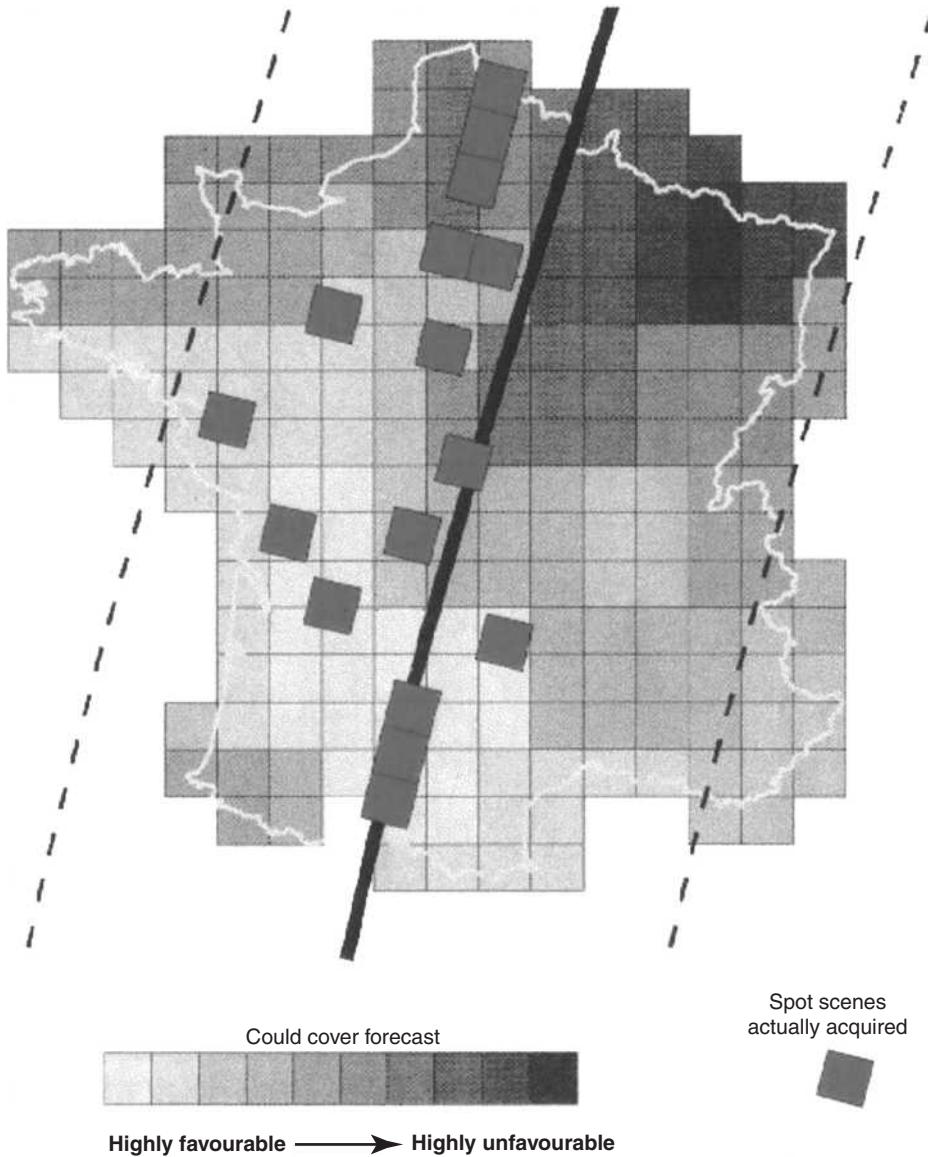 Could cover forecast
Spot scenes
actually acquired
Highly favourable
Highly unfavourable